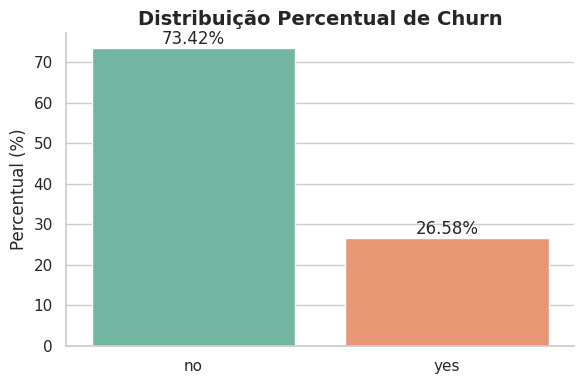 Distribuição Percentual de Churn
73.42%
26.58%
Percentual (%)
70
60
50
40
30
20
10
0
no
yes